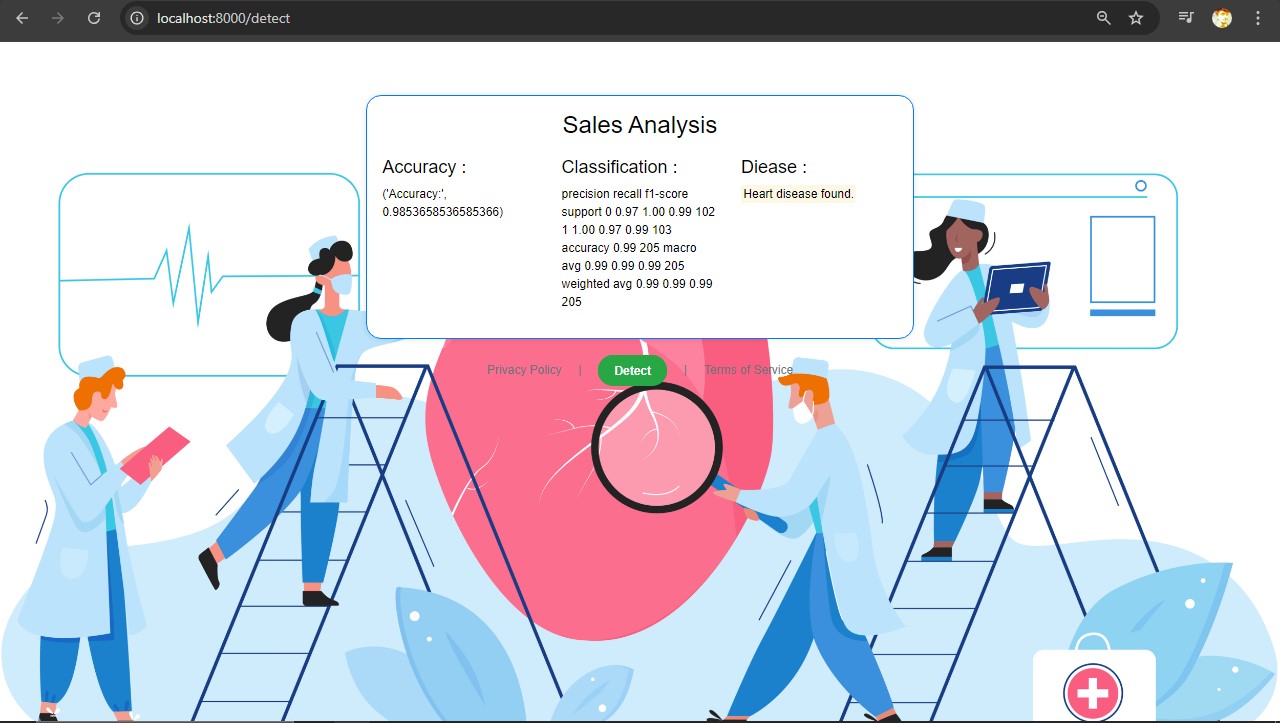 localhost:8000/detect
Sales Analysis
Accuracy :
('Accuracy:',
0.9853658536585366)
Classification :
precision recall f1-score
support 0 0.97 1.00 0.99 102
1 1.00 0.97 0.99 103
accuracy 0.99 205 macro
avg 0.99 0.99 0.99 205
weighted avg 0.99 0.99 0.99
205
Diease :
Heart disease found.
Privacy Policy | Detect | Terms of Service